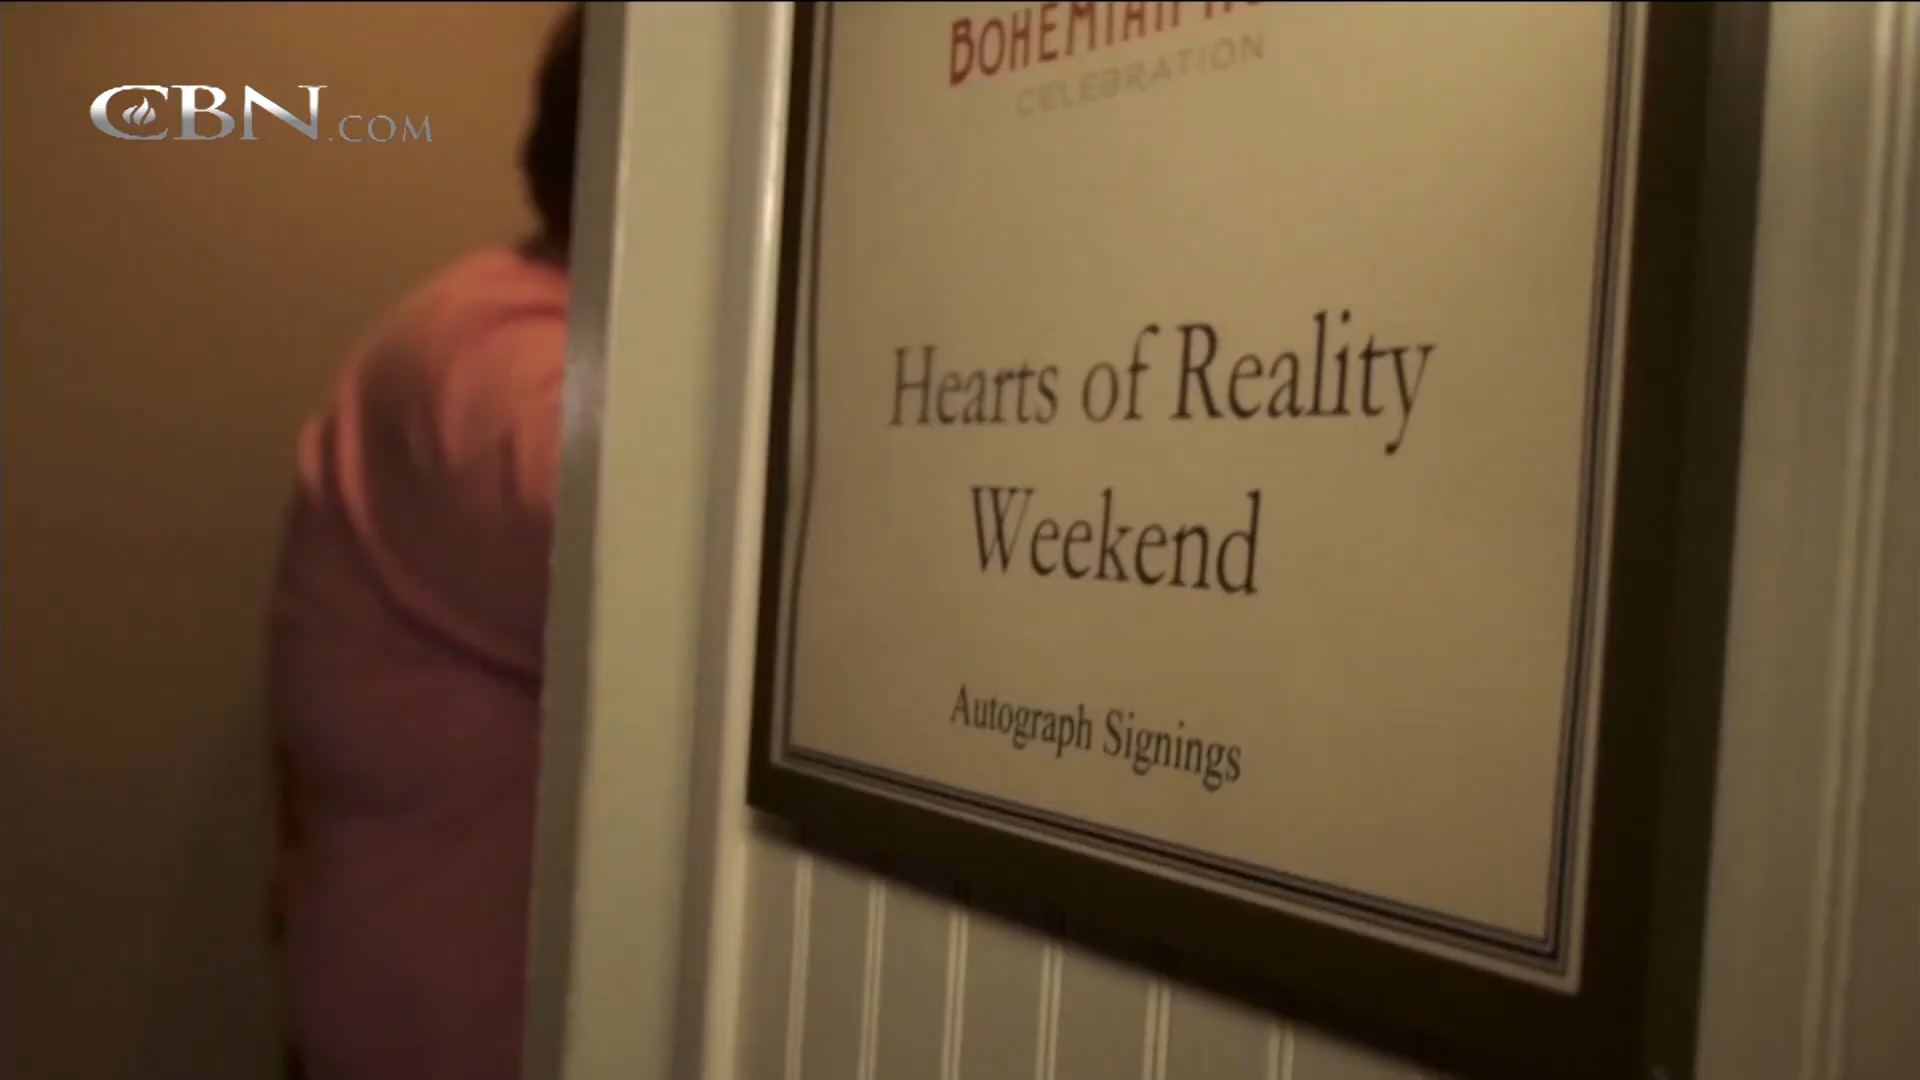 CBN.COM
BOHEMIAN
CELEBRATION
Hearts of Reality
Weekend
Autograph Signings